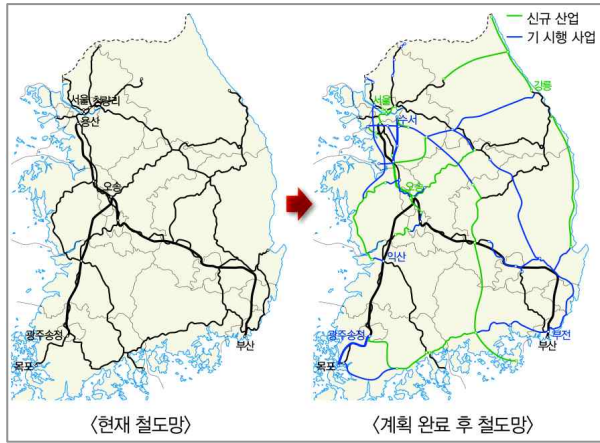 신규 산업
기 시행 사업
서울
청량리
용산
오송
광주송정
목포
부산
<현재 철도망>
서울
수서
강릉
오송
익산
광주송정
목포
부전
부산
<계획 완료 후 철도망>